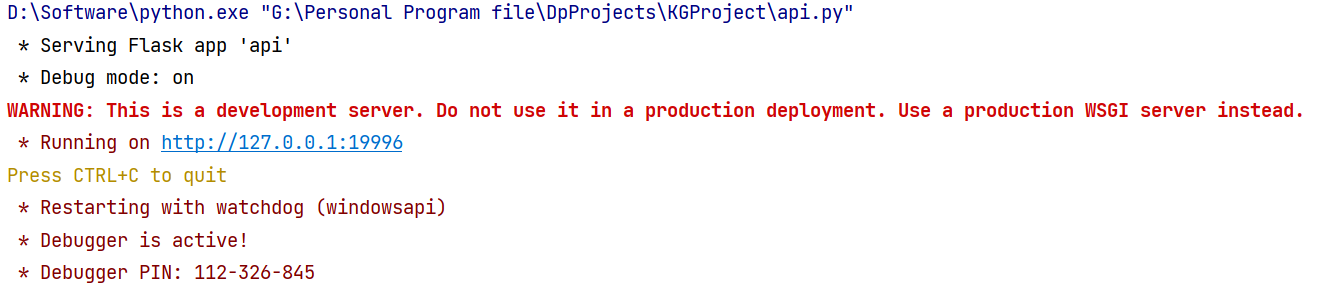 D:\Software\python.exe "G:\Personal Program file\DpProjects\KGProject\api.py"
 * Serving Flask app 'api'
 * Debug mode: on
WARNING: This is a development server. Do not use it in a production deployment. Use a production WSGI server instead.
 * Running on http://127.0.0.1:19996
Press CTRL+C to quit
 * Restarting with watchdog (windowsapi)
 * Debugger is active!
 * Debugger PIN: 112-326-845